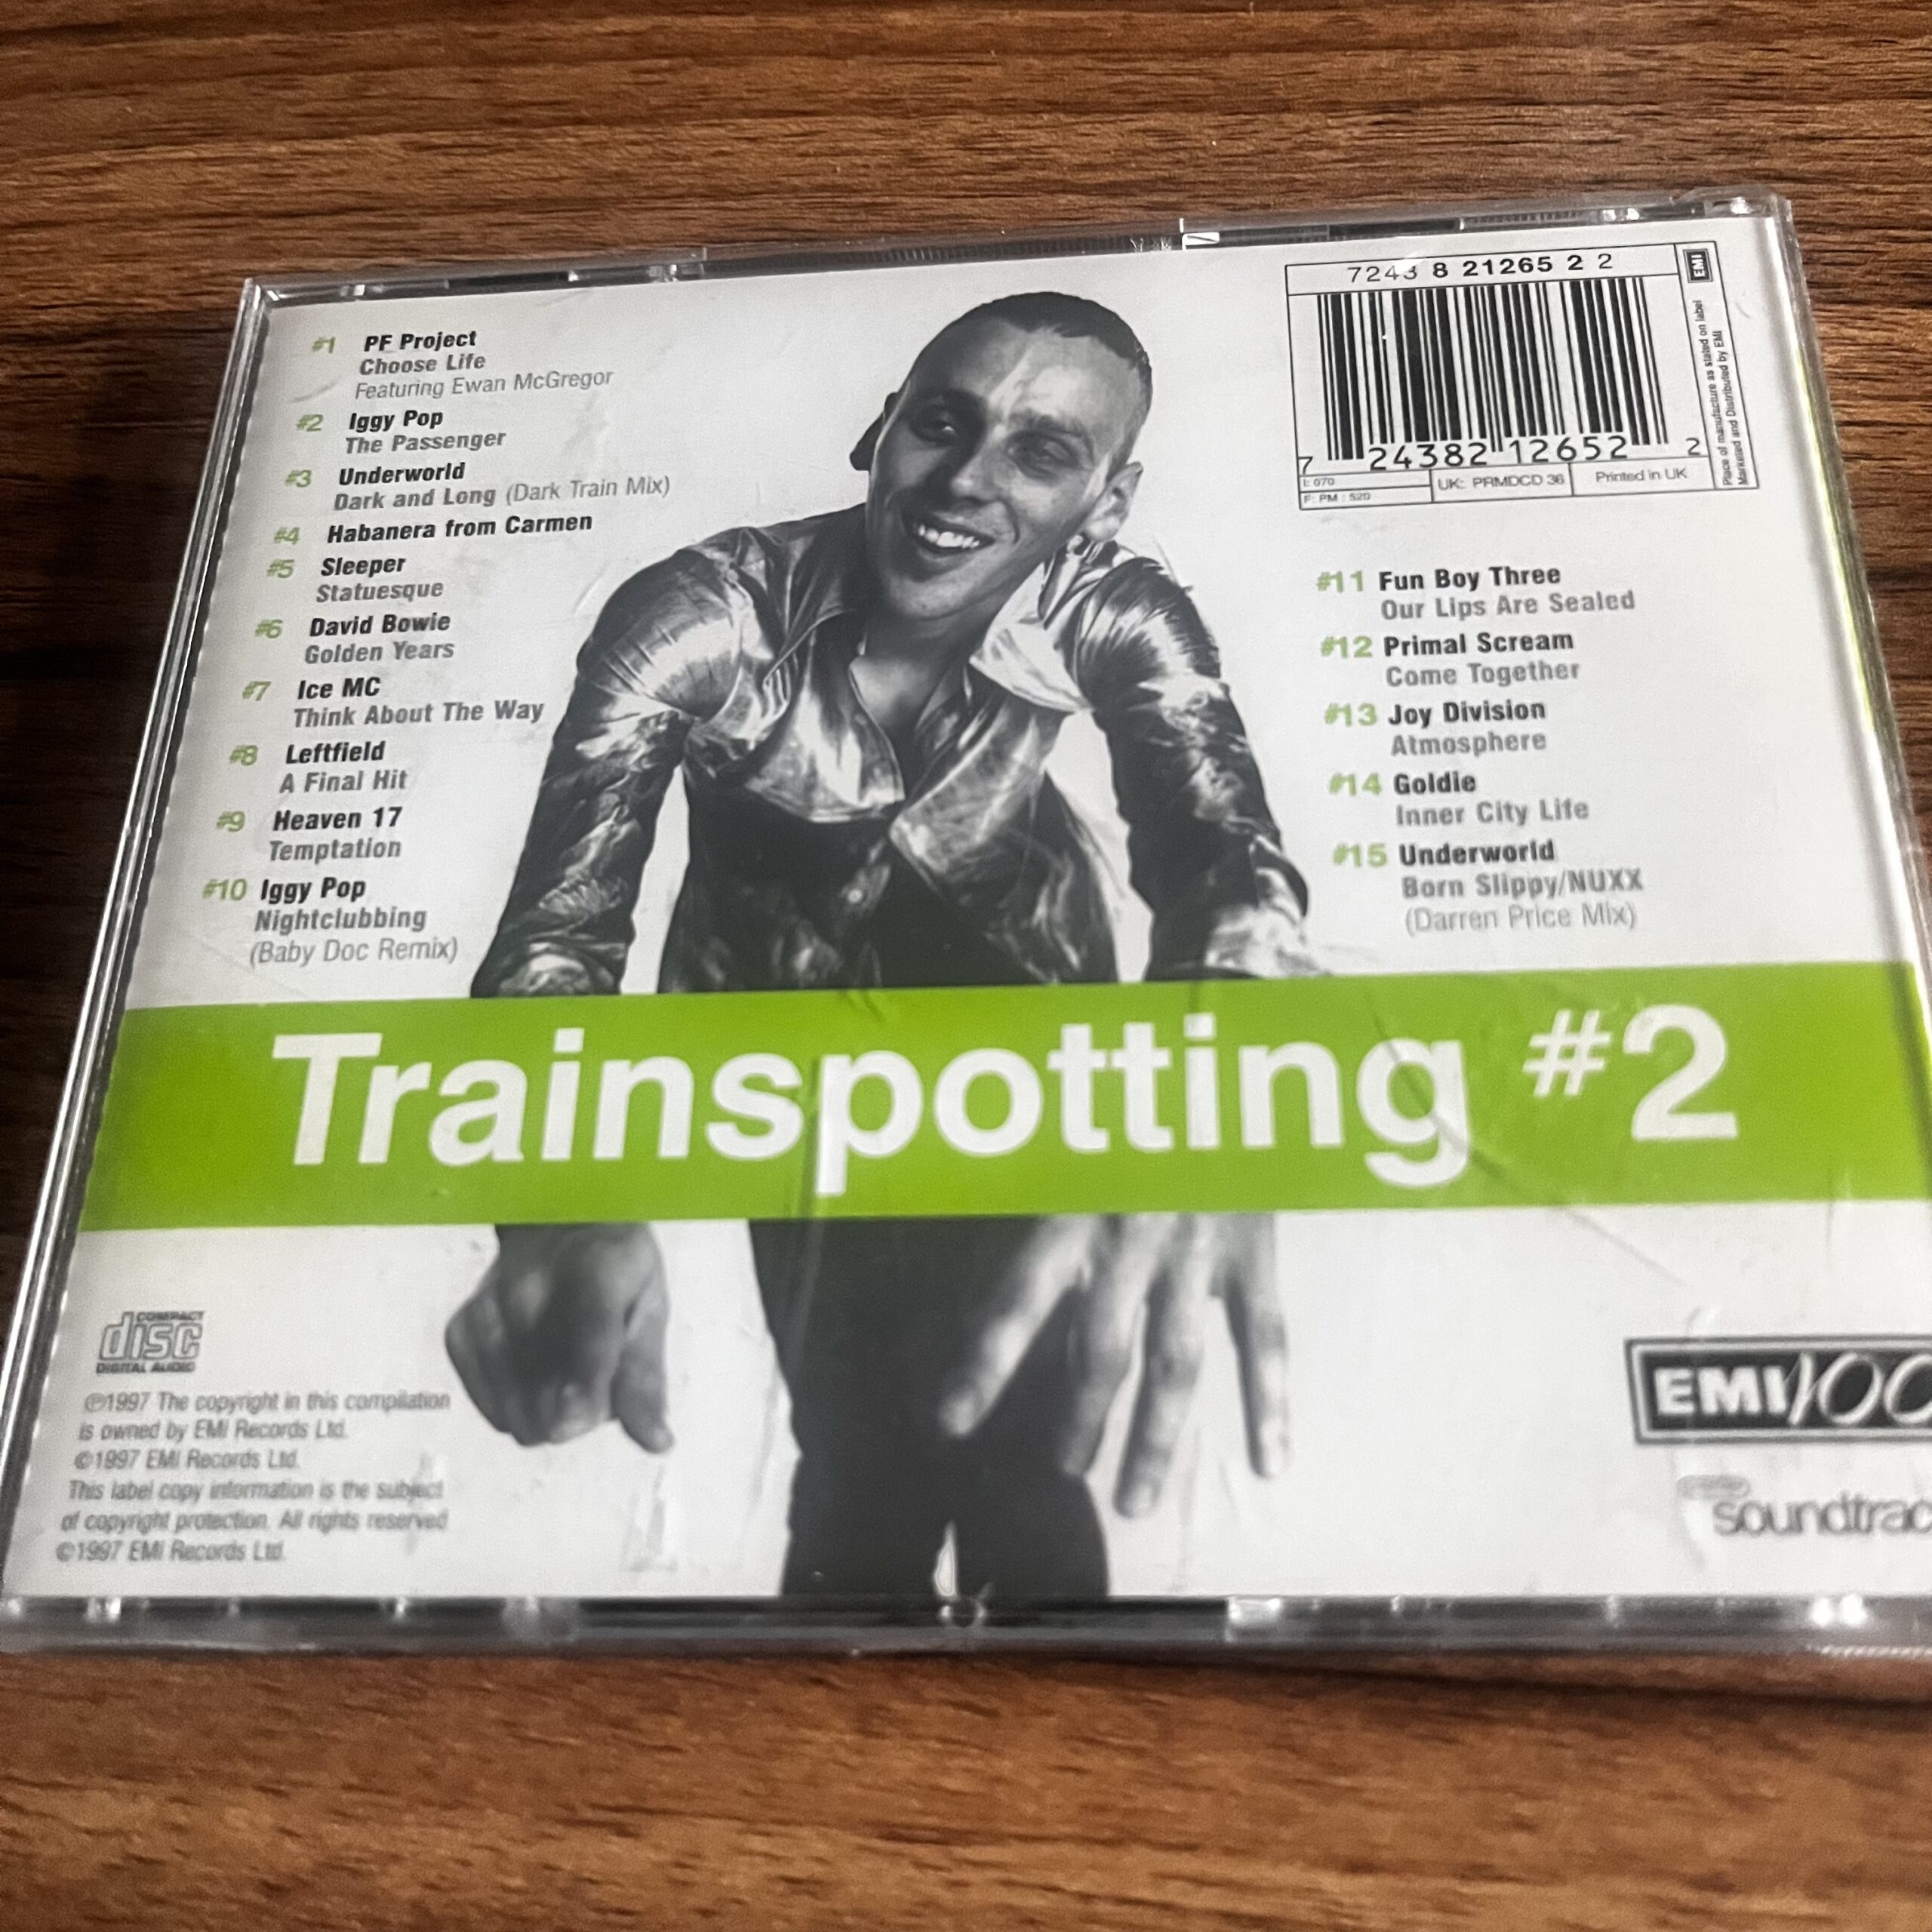 #1 PF Project
Choose Life
Featuring Ewan McGregor
#2 Iggy Pop
The Passenger
#3 Underworld
Dark and Long (Dark Train Mix)
#4 Habanera from Carmen
#5 Sleeper
Statuesque
#6 David Bowie
Golden Years
#7 Ice MC
Think About The Way
#8 Leftfield
A Final Hit
#9 Heaven 17
Temptation
#10 Iggy Pop
Nightclubbing
(Baby Doc Remix)
7243 8 21265 2 2
EMI
7 24382 12652 2
I: 070
F: PM : 520
UK: PRMDCD 36
Printed in UK
Place of manufacture as stated on label
Marketed and Distributed by EMI
#11 Fun Boy Three
Our Lips Are Sealed
#12 Primal Scream
Come Together
#13 Joy Division
Atmosphere
#14 Goldie
Inner City Life
#15 Underworld
Born Slippy/NUXX
(Darren Price Mix)
Trainspotting #2
COMPACT
disc
DIGITAL AUDIO
℗1997 The copyright in this compilation
is owned by EMI Records Ltd.
©1997 EMI Records Ltd.
This label copy information is the subject
of copyright protection. All rights reserved
©1997 EMI Records Ltd.
EMI 100
soundtrac